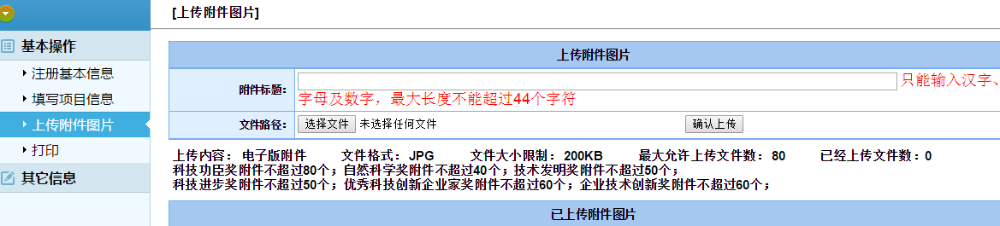 [上传附件图片]
基本操作
注册基本信息
填写项目信息
上传附件图片
打印
其它信息
上传附件图片
附件标题: 只能输入汉字、
字母及数字，最大长度不能超过44个字符
文件路径: 选择文件 未选择任何文件 确认上传
上传内容: 电子版附件 文件格式: JPG 文件大小限制: 200KB 最大允许上传文件数: 80 已经上传文件数:0
科技功臣奖附件不超过80个；自然科学奖附件不超过40个；技术发明奖附件不超过50个；
科技进步奖附件不超过50个；优秀科技创新企业家奖附件不超过60个；企业技术创新奖附件不超过60个；
已上传附件图片